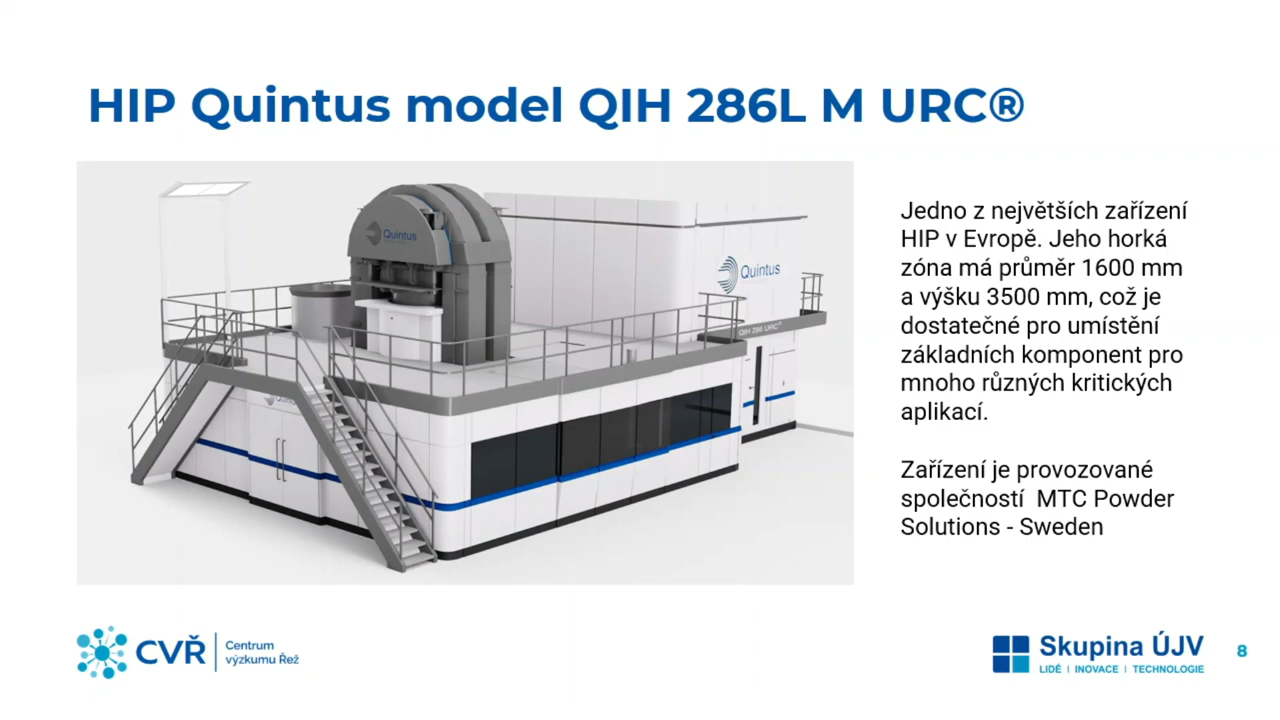 HIP Quintus model QIH 286L M URC®
Quintus
Quintus
QIH 286 URC®
Jedno z největších zařízení
HIP v Evropě. Jeho horká
zóna má průměr 1600 mm
a výšku 3500 mm, což je
dostatečné pro umístění
základních komponent pro
mnoho různých kritických
aplikací.
Zařízení je provozované
společností  MTC Powder
Solutions - Sweden
CVŘ
Centrum
výzkumu Řež
Skupina ÚJV
LIDÉ | INOVACE | TECHNOLOGIE
8